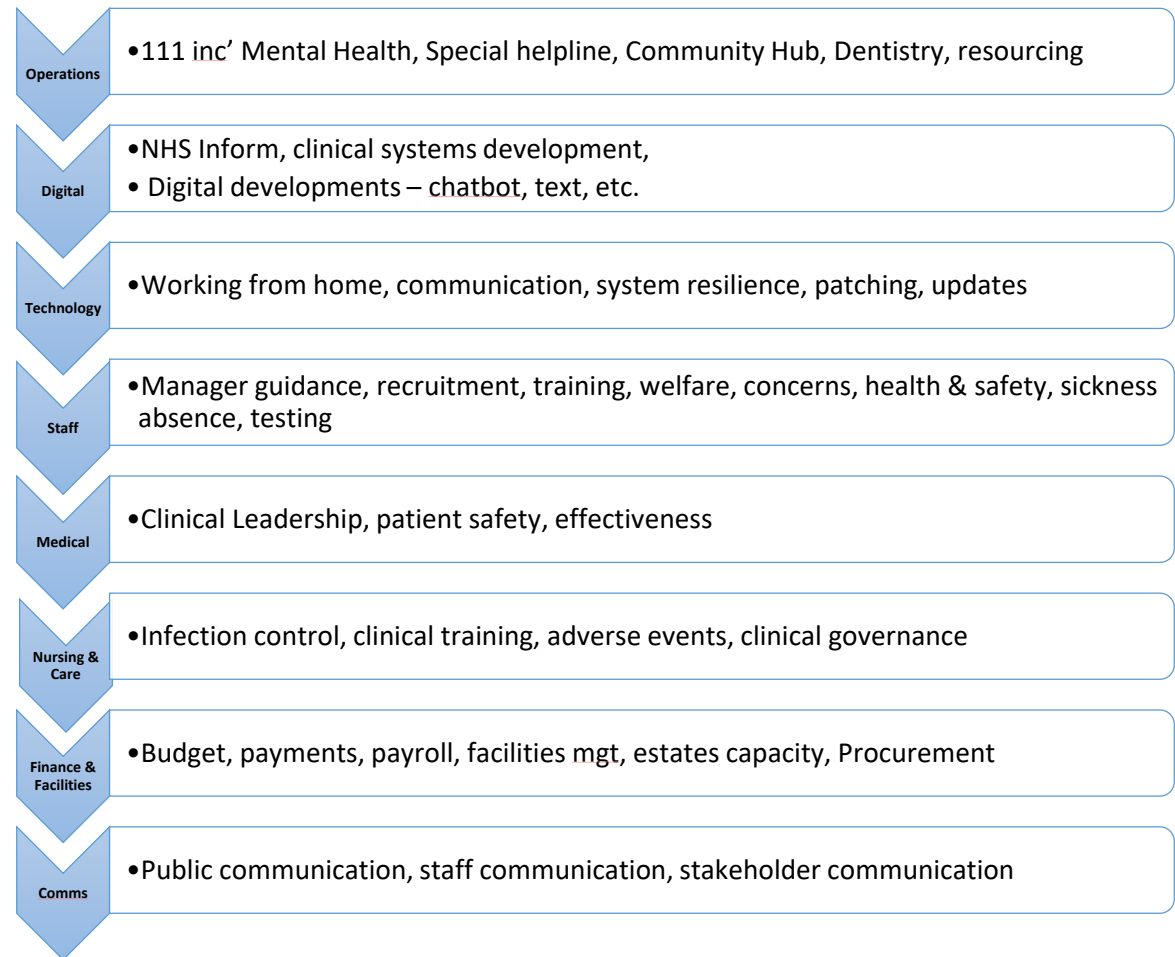 Operations
•111 inc’ Mental Health, Special helpline, Community Hub, Dentistry, resourcing
Digital
•NHS Inform, clinical systems development,
• Digital developments – chatbot, text, etc.
Technology
•Working from home, communication, system resilience, patching, updates
Staff
•Manager guidance, recruitment, training, welfare, concerns, health & safety, sickness
absence, testing
Medical
•Clinical Leadership, patient safety, effectiveness
Nursing &
Care
•Infection control, clinical training, adverse events, clinical governance
Finance &
Facilities
•Budget, payments, payroll, facilities mgt, estates capacity, Procurement
Comms
•Public communication, staff communication, stakeholder communication